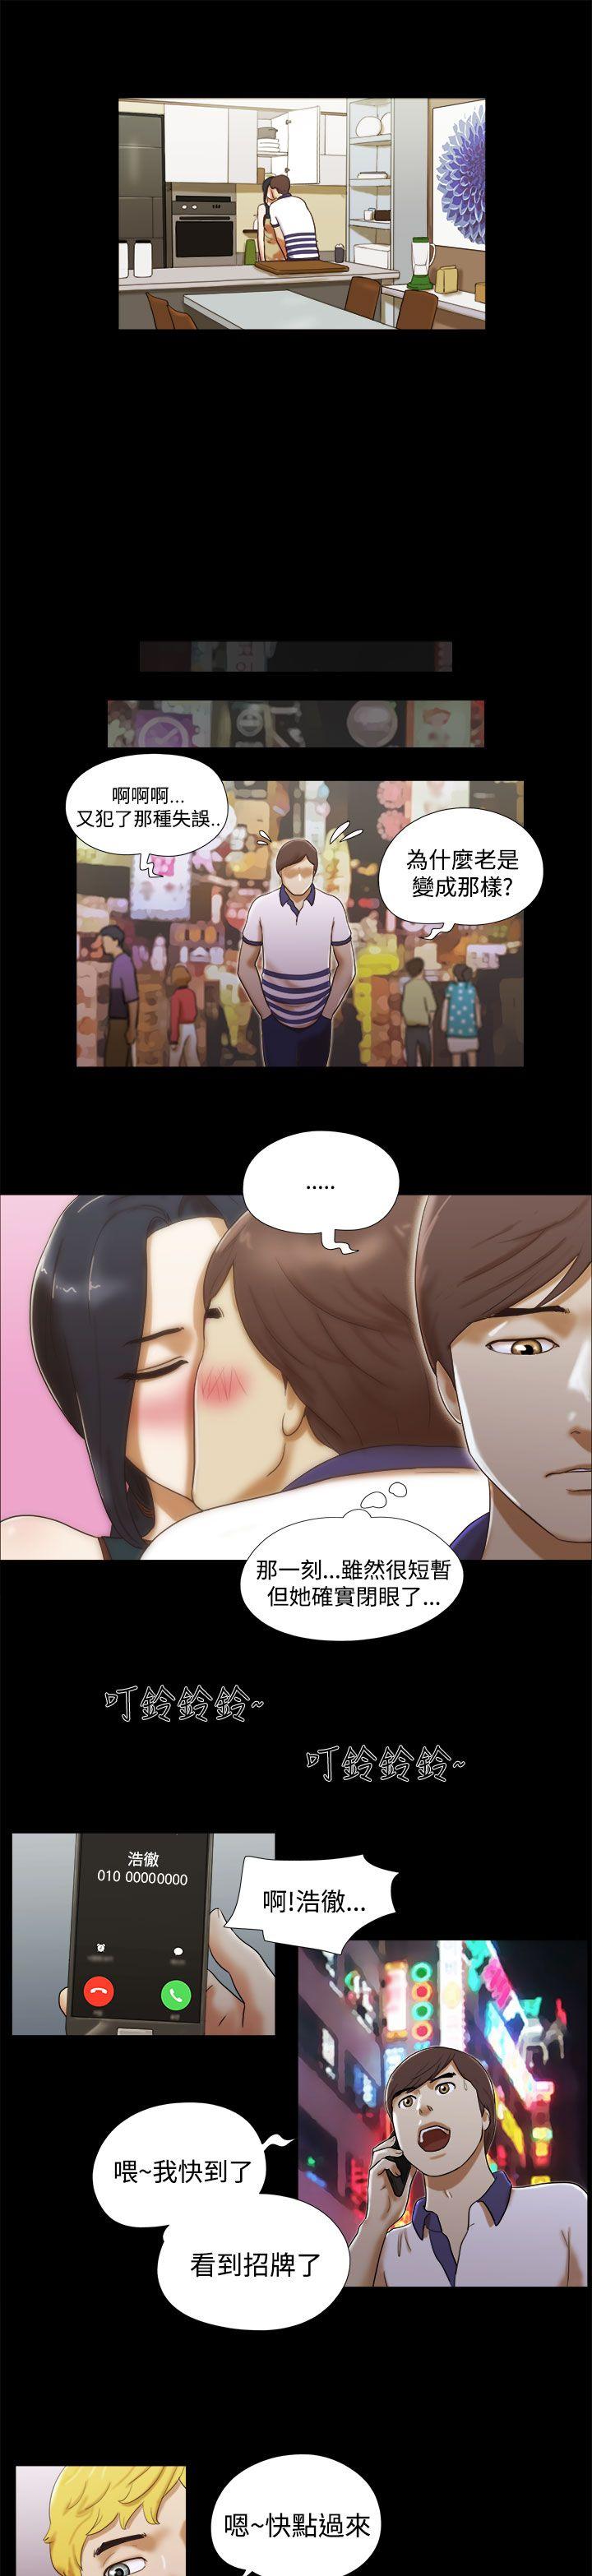 啊啊啊...
又犯了那種失誤..
為什麼老是
變成那樣?
.....
那一刻...雖然很短暫
但她確實閉眼了...
叮鈴鈴鈴~
叮鈴鈴鈴~
浩徹
010 00000000
啊!浩徹...
喂~我快到了
看到招牌了
嗯~快點過來